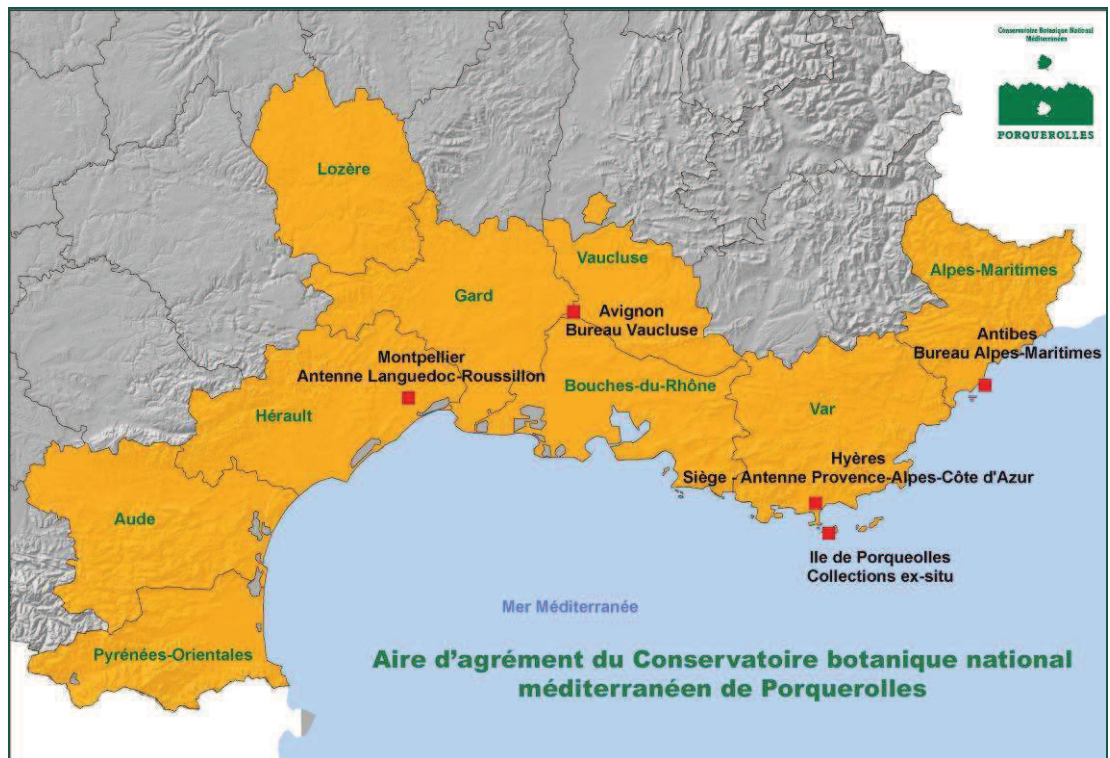 Conservatoire Botanique National
Méditerranéen
PORQUEROLLES
Lozère
Vaucluse
Alpes-Maritimes
Gard
Avignon
Bureau Vaucluse
Antibes
Bureau Alpes-Maritimes
Montpellier
Antenne Languedoc-Roussillon
Bouches-du-Rhône
Hérault
Var
Hyères
Siège - Antenne Provence-Alpes-Côte d'Azur
Aude
Ile de Porqueolles
Collections ex-situ
Mer Méditerranée
Pyrénées-Orientales
Aire d'agrément du Conservatoire botanique national
méditerranéen de Porquerolles